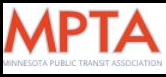 MPTA
MINNESOTA PUBLIC TRANSIT ASSOCIATION